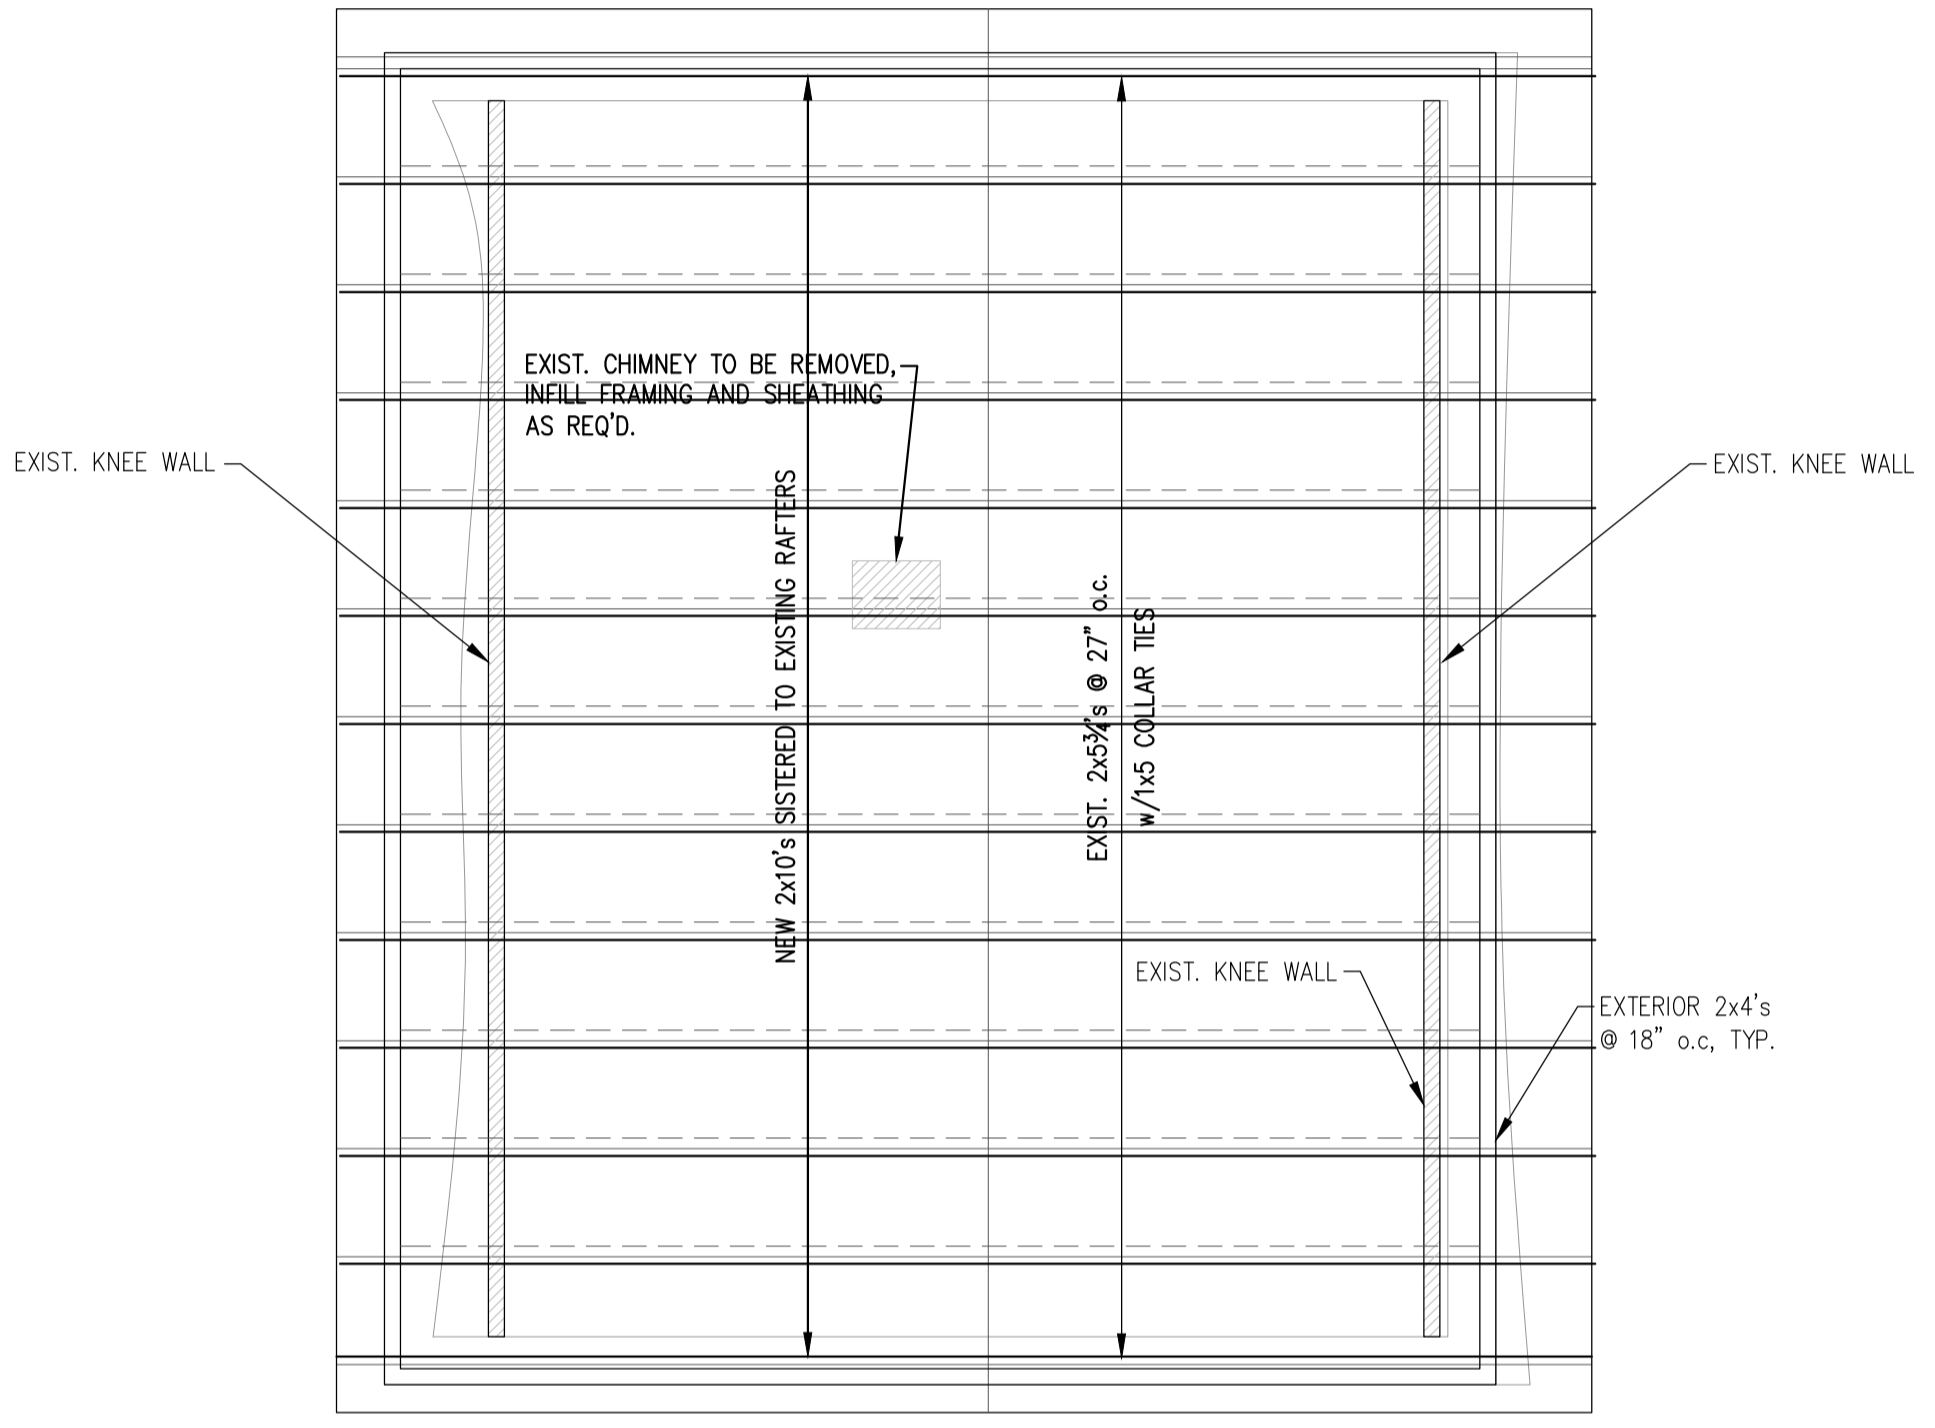 EXIST. CHIMNEY TO BE REMOVED,
INFILL FRAMING AND SHEATHING
AS REQ'D.
EXIST. KNEE WALL
EXIST. KNEE WALL
NEW 2x10's SISTERED TO EXISTING RAFTERS
EXIST. 2x5¾'s @ 27" o.c.
w/1x5 COLLAR TIES
EXIST. KNEE WALL
EXTERIOR 2x4's
@ 18" o.c, TYP.